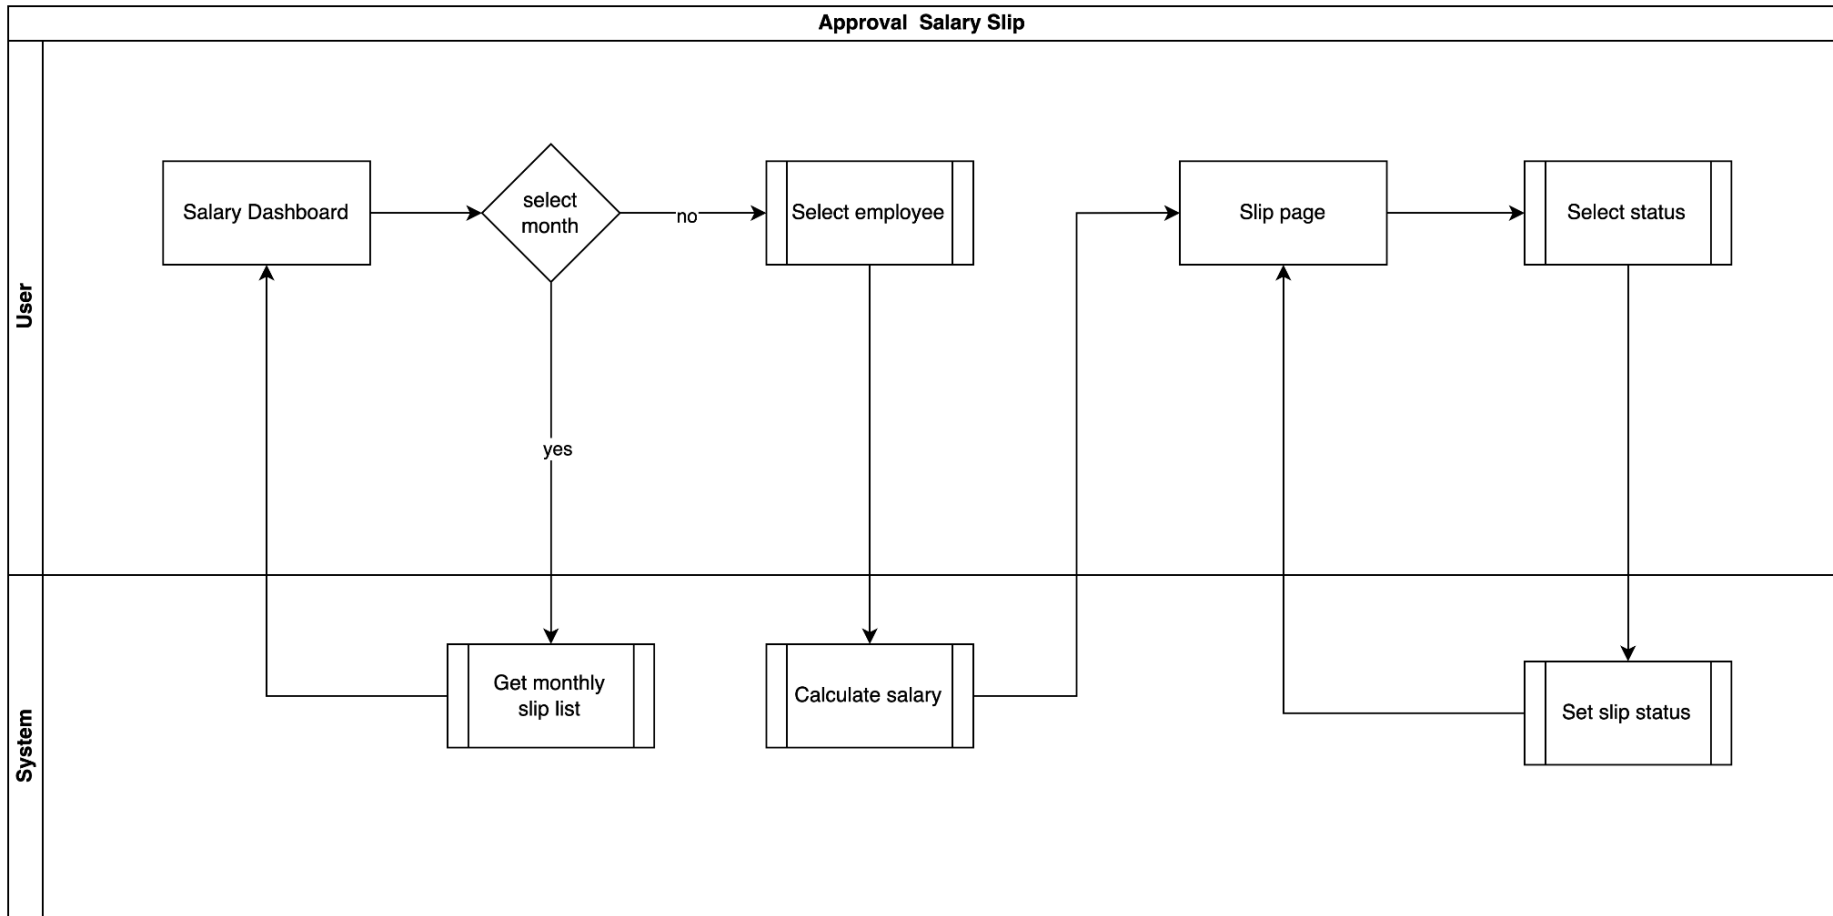 Approval  Salary Slip
User
Salary Dashboard
select
month
no
Select employee
Slip page
Select status
yes
System
Get monthly
slip list
Calculate salary
Set slip status